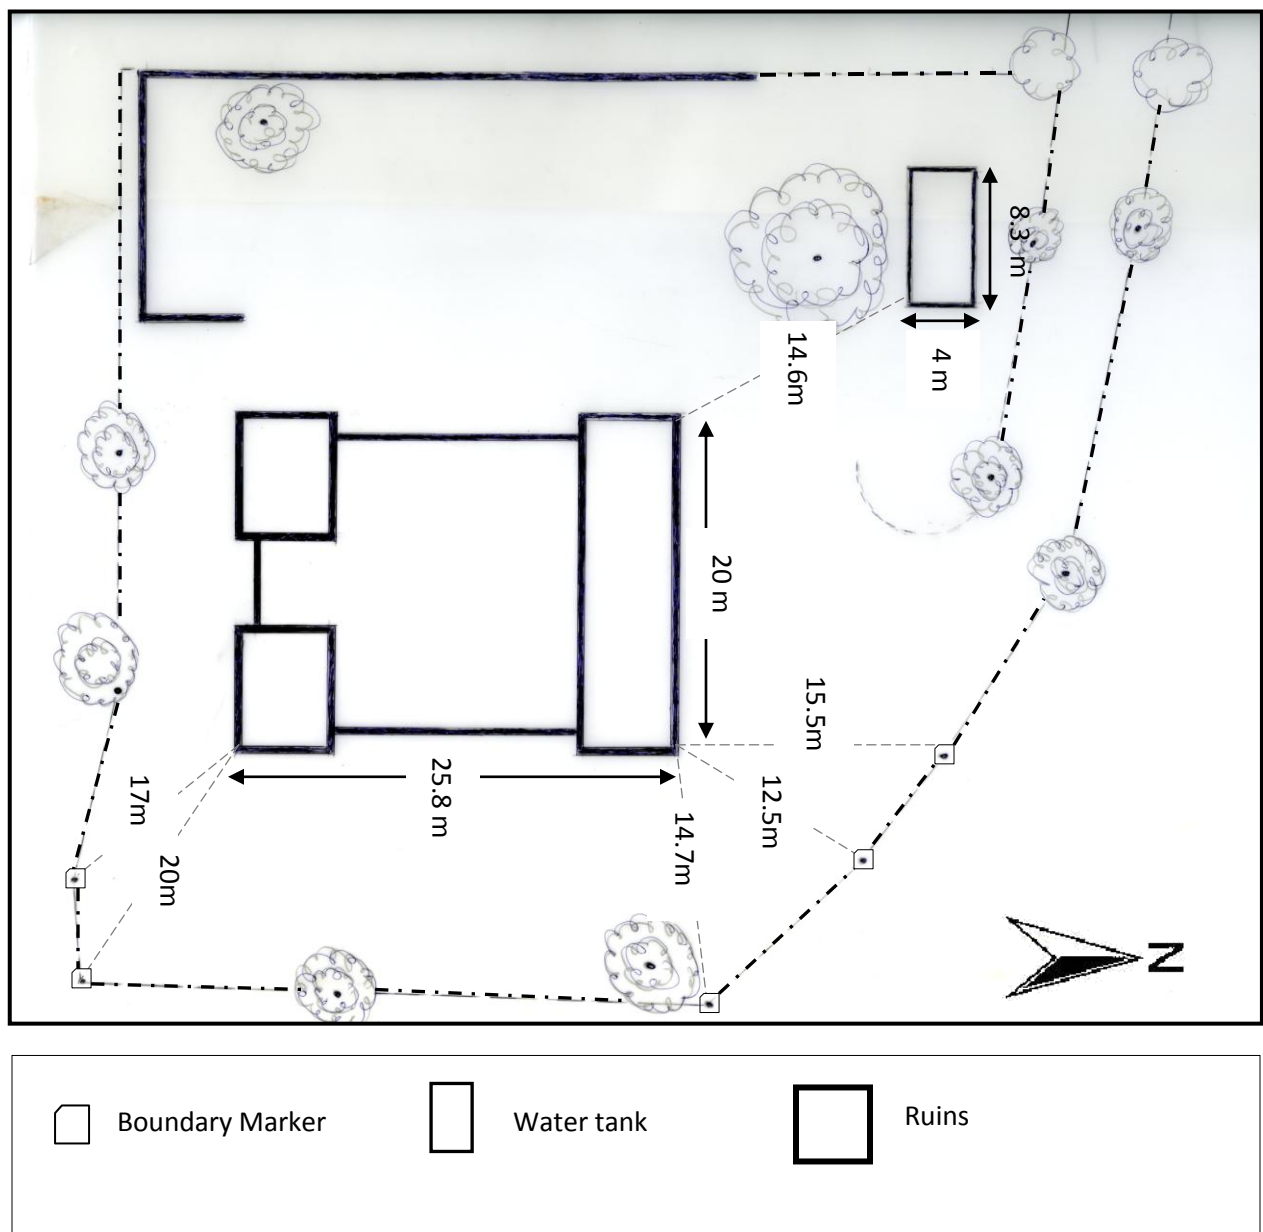 8.3 m
14.6m
4 m
20 m
15.5m
25.8 m
12.5m
17m
14.7m
20m
N
Boundary Marker
Water tank
Ruins